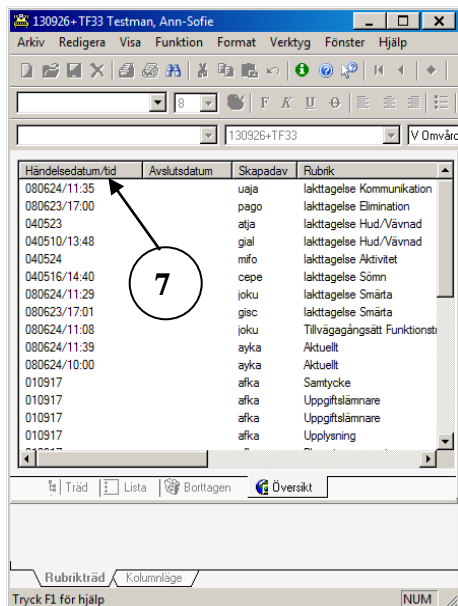 130926+TF33 Testman, Ann-Sofie
Arkiv Redigera Visa Funktion Format Verktyg Fönster Hjälp
8 F K U
130926+TF33 V Omvårc
Händelsedatum/tid Avslutsdatum Skapadav Rubrik
080624/11:35 uaja Iakttagelse Kommunikation
080623/17:00 pago Iakttagelse Elimination
040523 atja Iakttagelse Hud/Vävnad
040510/13:48 gial Iakttagelse Hud/Vävnad
040524 mifo Iakttagelse Aktivitet
040516/14:40 cepe Iakttagelse Sömn
080624/11:29 joku Iakttagelse Smärta
080623/17:01 gisc Iakttagelse Smärta
080624/11:08 joku Tillvägagångsätt Funktionstr
080624/11:39 ayka Aktuellt
080624/10:00 ayka Aktuellt
010917 afka Samtycke
010917 afka Uppgiftslämnare
010917 afka Uppgiftslämnare
010917 afka Upplysning
7
Träd Lista Borttagen Översikt
Rubrikträd Kolumnläge
Tryck F1 för hjälp NUM